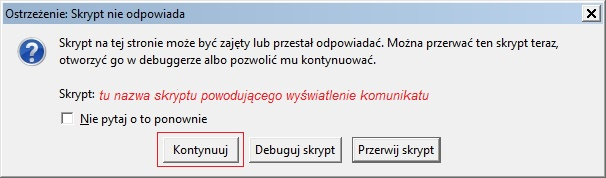 Ostrzeżenie: Skrypt nie odpowiada
Skrypt na tej stronie może być zajęty lub przestał odpowiadać. Można przerwać ten skrypt teraz,
otworzyć go w debuggerze albo pozwolić mu kontynuować.
Skrypt: tu nazwa skryptu powodującego wyświatlenie komunikatu
Nie pytaj o to ponownie
Kontynuuj Debuguj skrypt Przerwij skrypt